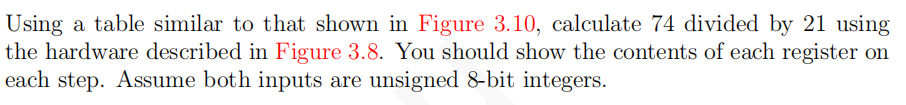 Using a table similar to that shown in Figure 3.10, calculate 74 divided by 21 using
the hardware described in Figure 3.8. You should show the contents of each register on
each step. Assume both inputs are unsigned 8-bit integers.